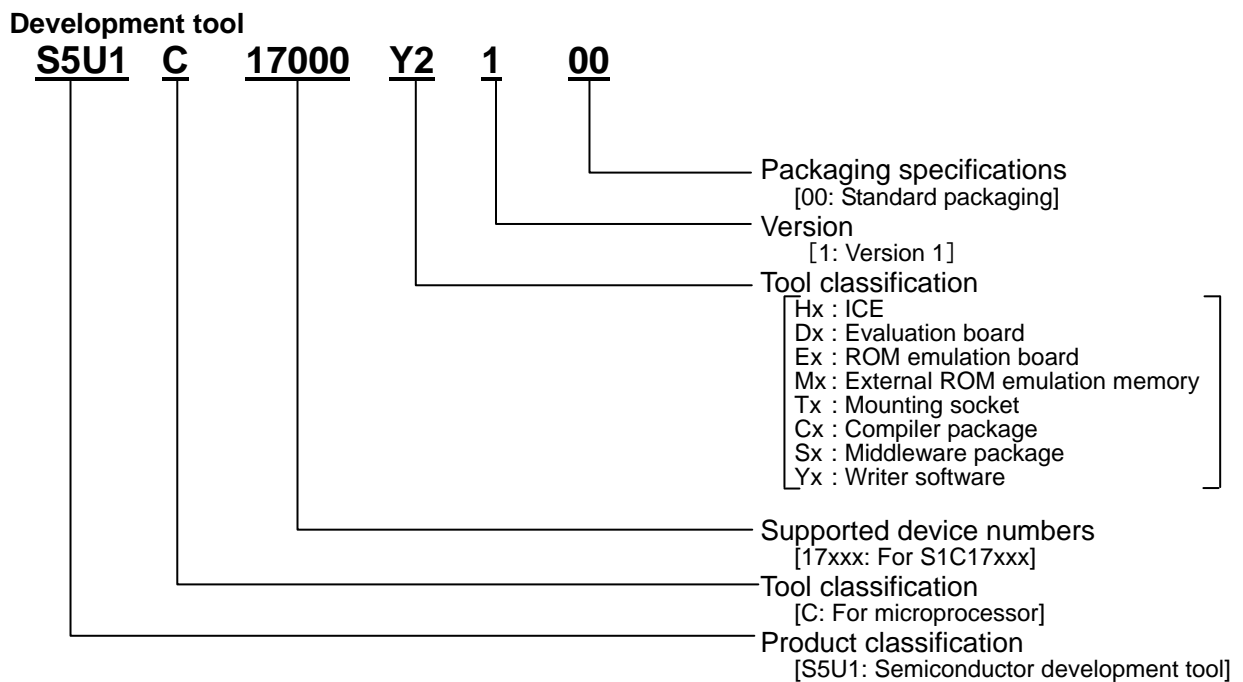 Development tool
S5U1 C 17000 Y2 1 00
Packaging specifications
[00: Standard packaging]
Version
[1: Version 1]
Tool classification
Hx : ICE
Dx : Evaluation board
Ex : ROM emulation board
Mx : External ROM emulation memory
Tx : Mounting socket
Cx : Compiler package
Sx : Middleware package
Yx : Writer software
Supported device numbers
[17xxx: For S1C17xxx]
Tool classification
[C: For microprocessor]
Product classification
[S5U1: Semiconductor development tool]